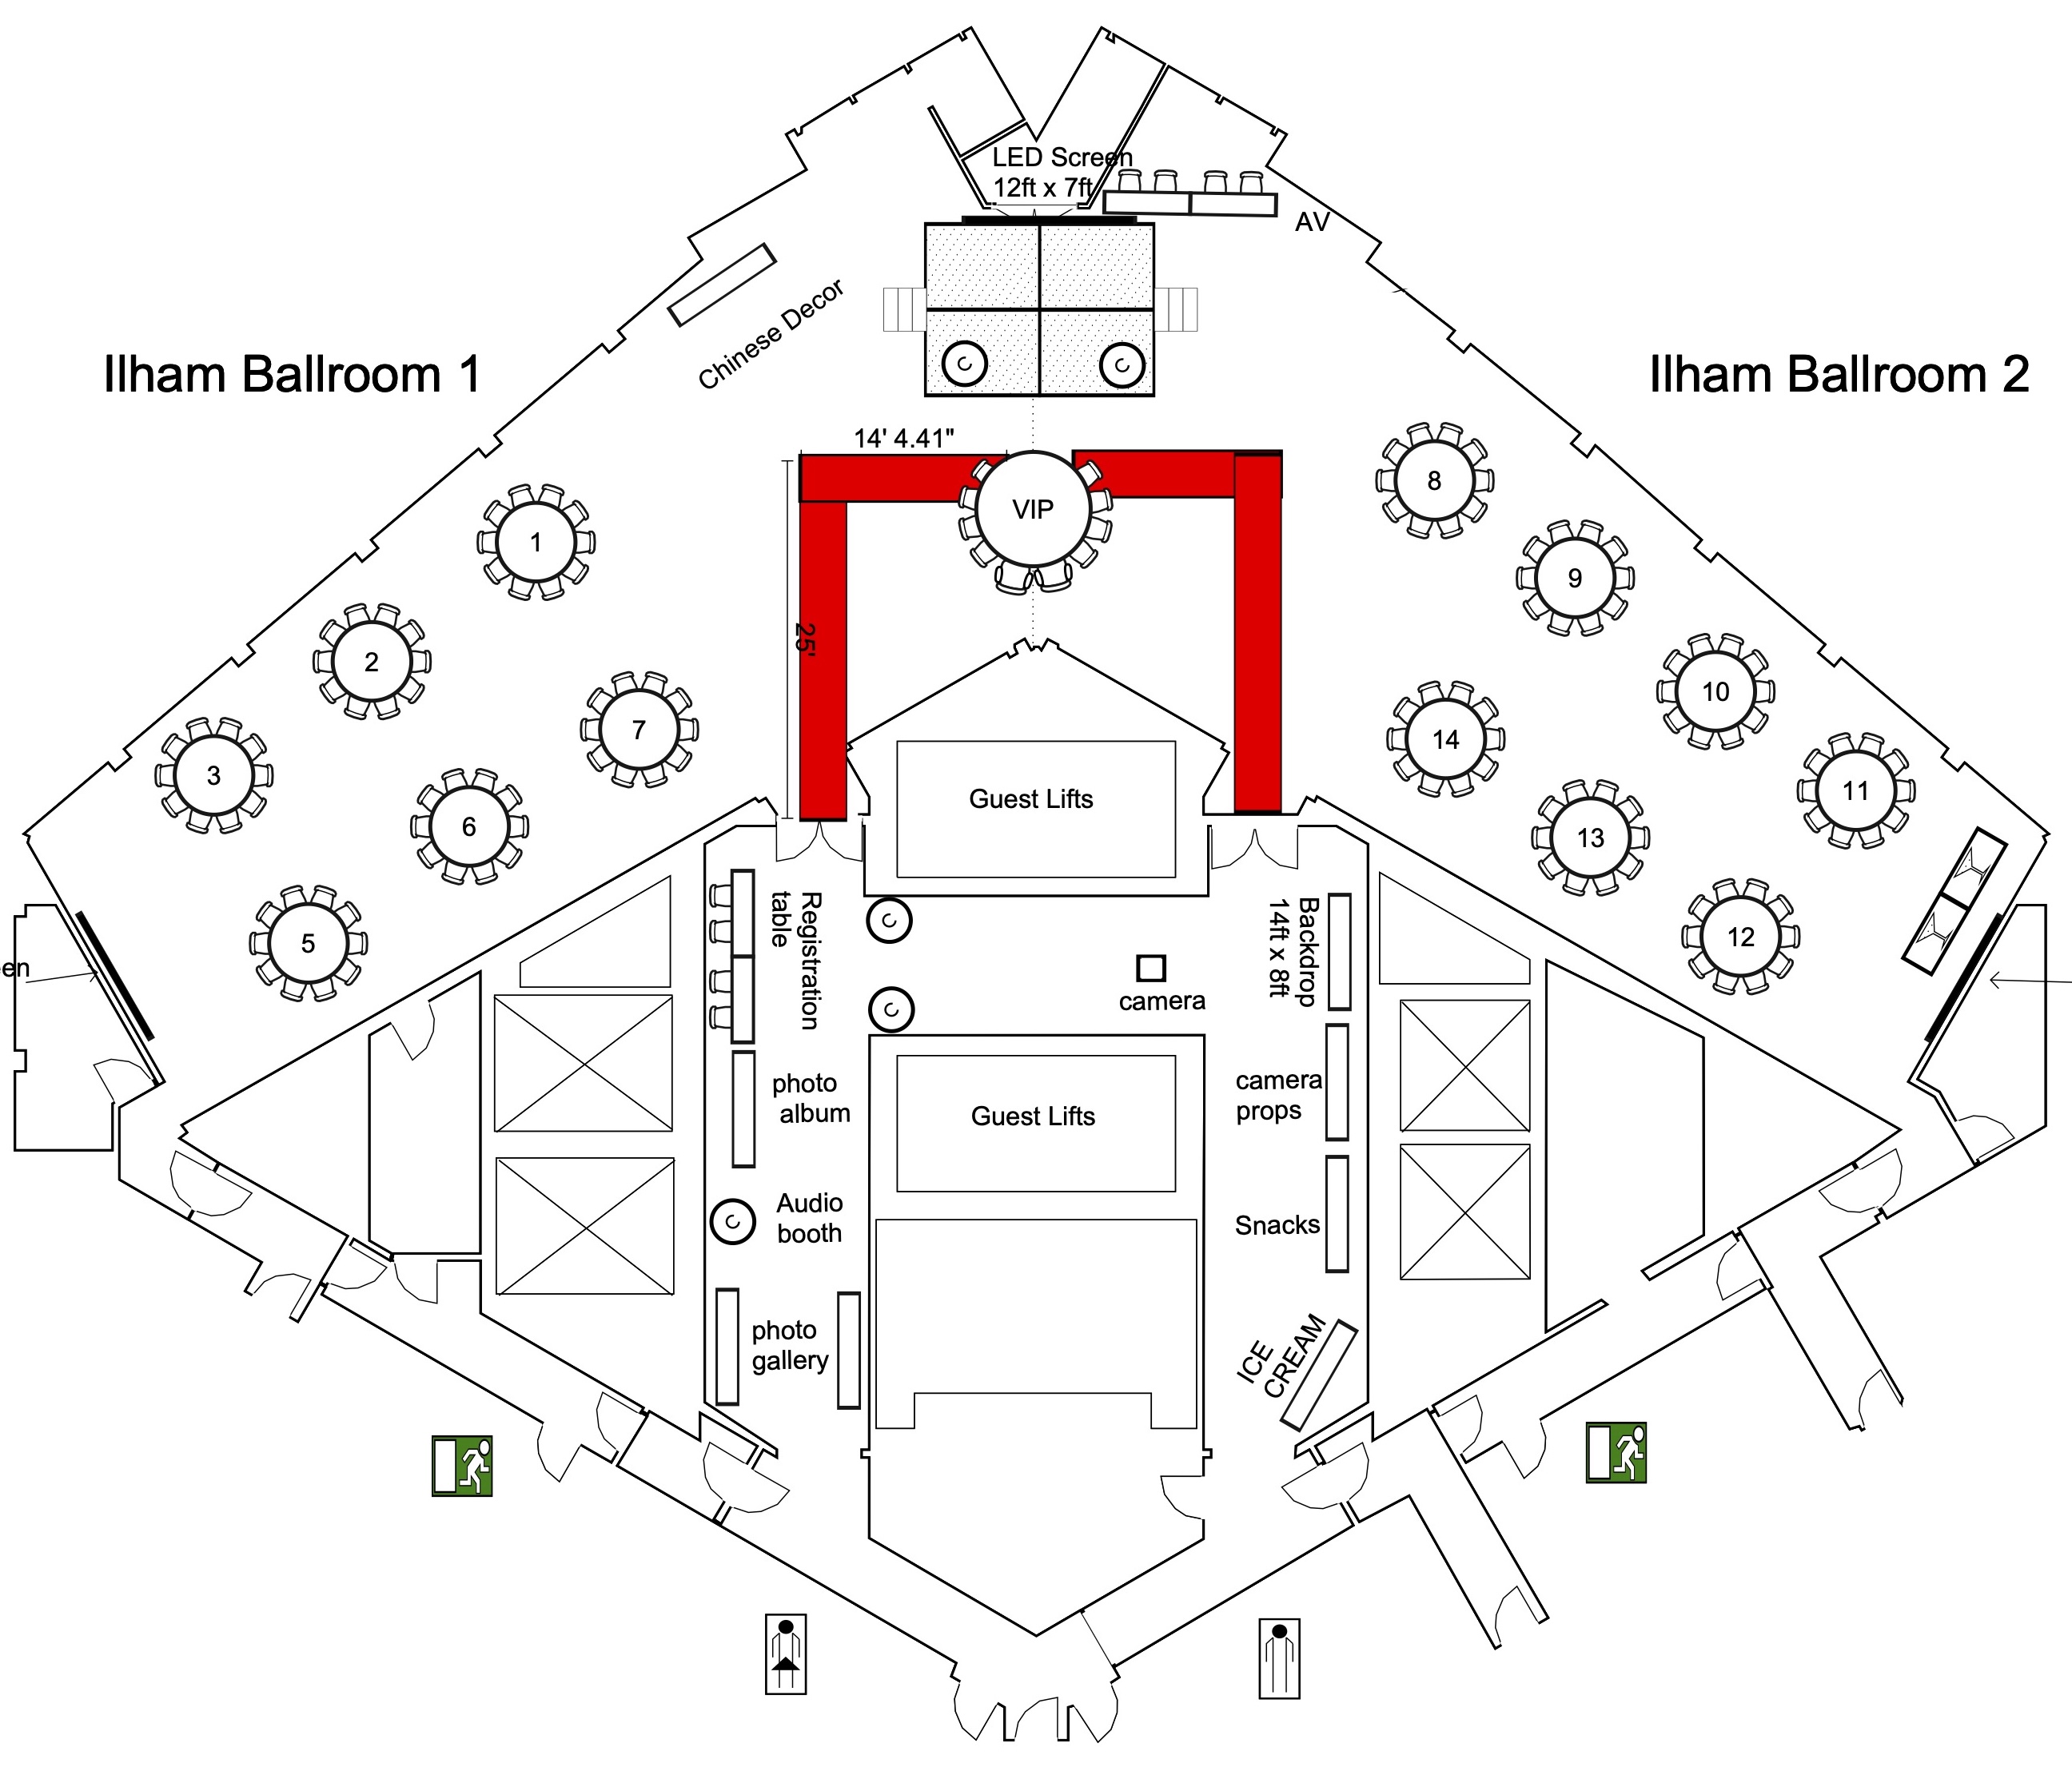 LED Screen
12ft x 7ft
AV
Chinese Decor
Ilham Ballroom 1
Ilham Ballroom 2
14' 4.41"
25'
VIP
1
2
3
5
6
7
8
9
10
11
12
13
14
Guest Lifts
Registration
table
C
C
C
C
Backdrop
14ft x 8ft
camera
een
photo
album
Guest Lifts
camera
props
Audio
booth
C
Snacks
photo
gallery
ICE
CREAM